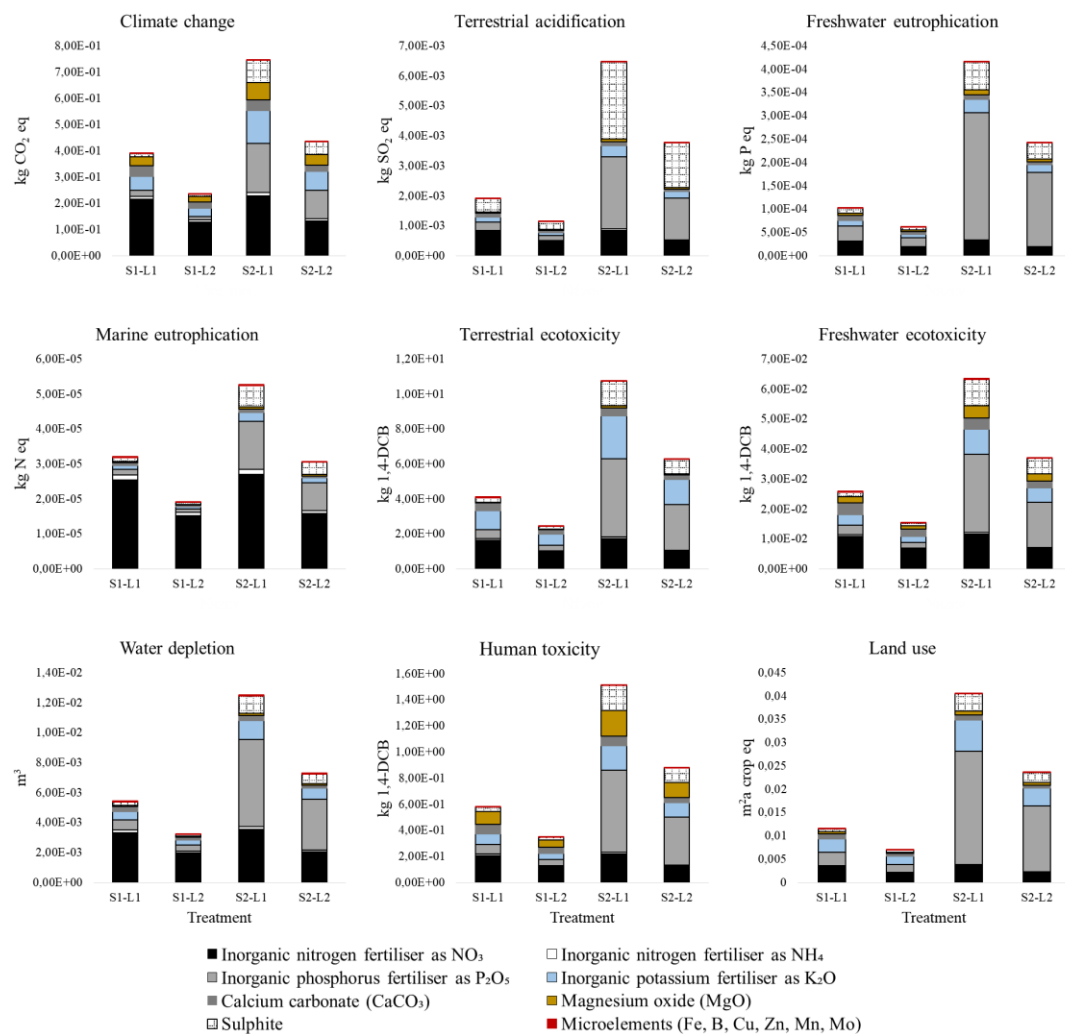 Climate change
kg CO₂ eq
8,00E-01
7,00E-01
6,00E-01
5,00E-01
4,00E-01
3,00E-01
2,00E-01
1,00E-01
0,00E+00
S1-L1 S1-L2 S2-L1 S2-L2
Terrestrial acidification
kg SO₂ eq
7,00E-03
6,00E-03
5,00E-03
4,00E-03
3,00E-03
2,00E-03
1,00E-03
0,00E+00
S1-L1 S1-L2 S2-L1 S2-L2
Freshwater eutrophication
kg P eq
4,50E-04
4,00E-04
3,50E-04
3,00E-04
2,50E-04
2,00E-04
1,50E-04
1,00E-04
5,00E-05
0,00E+00
S1-L1 S1-L2 S2-L1 S2-L2
Marine eutrophication
kg N eq
6,00E-05
5,00E-05
4,00E-05
3,00E-05
2,00E-05
1,00E-05
0,00E+00
S1-L1 S1-L2 S2-L1 S2-L2
Terrestrial ecotoxicity
kg 1,4-DCB
1,20E+01
1,00E+01
8,00E+00
6,00E+00
4,00E+00
2,00E+00
0,00E+00
S1-L1 S1-L2 S2-L1 S2-L2
Freshwater ecotoxicity
kg 1,4-DCB
7,00E-02
6,00E-02
5,00E-02
4,00E-02
3,00E-02
2,00E-02
1,00E-02
0,00E+00
S1-L1 S1-L2 S2-L1 S2-L2
Water depletion
m³
1,40E-02
1,20E-02
1,00E-02
8,00E-03
6,00E-03
4,00E-03
2,00E-03
0,00E+00
S1-L1 S1-L2 S2-L1 S2-L2
Treatment
Human toxicity
kg 1,4-DCB
1,60E+00
1,40E+00
1,20E+00
1,00E+00
8,00E-01
6,00E-01
4,00E-01
2,00E-01
0,00E+00
S1-L1 S1-L2 S2-L1 S2-L2
Treatment
Land use
m²a crop eq
0,045
0,04
0,035
0,03
0,025
0,02
0,015
0,01
0,005
0
S1-L1 S1-L2 S2-L1 S2-L2
Treatment
Inorganic nitrogen fertiliser as NO₃
Inorganic nitrogen fertiliser as NH₄
Inorganic phosphorus fertiliser as P₂O₅
Inorganic potassium fertiliser as K₂O
Calcium carbonate (CaCO₃)
Magnesium oxide (MgO)
Sulphite
Microelements (Fe, B, Cu, Zn, Mn, Mo)